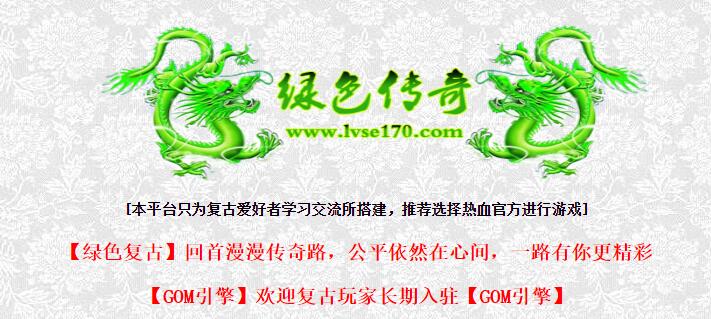 绿色传奇
www.lvse170.com
[本平台只为复古爱好者学习交流所搭建，推荐选择热血官方进行游戏]
【绿色复古】回首漫漫传奇路，公平依然在心间，一路有你更精彩
【GOM引擎】欢迎复古玩家长期入驻【GOM引擎】